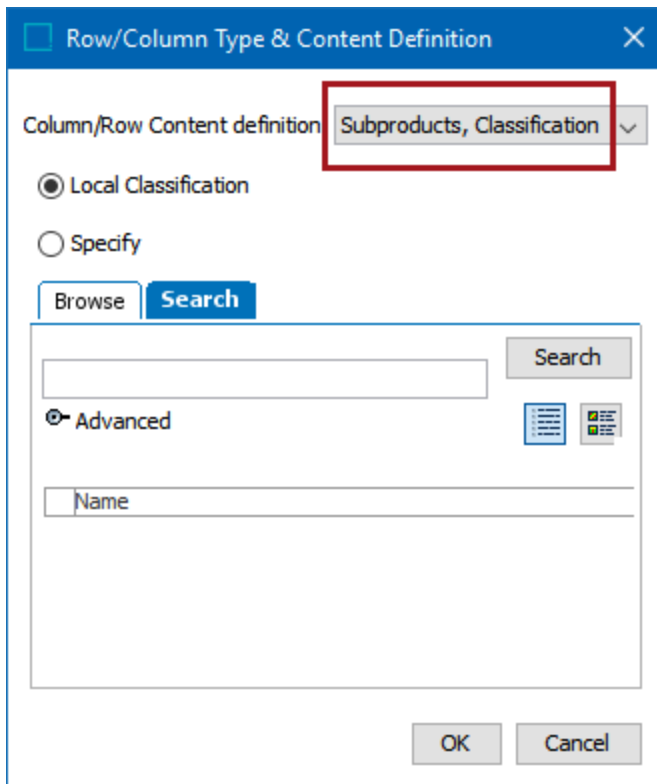 Row/Column Type & Content Definition
Column/Row Content definition Subproducts, Classification
Local Classification
Specify
Browse Search
Search
Advanced
Name
OK Cancel